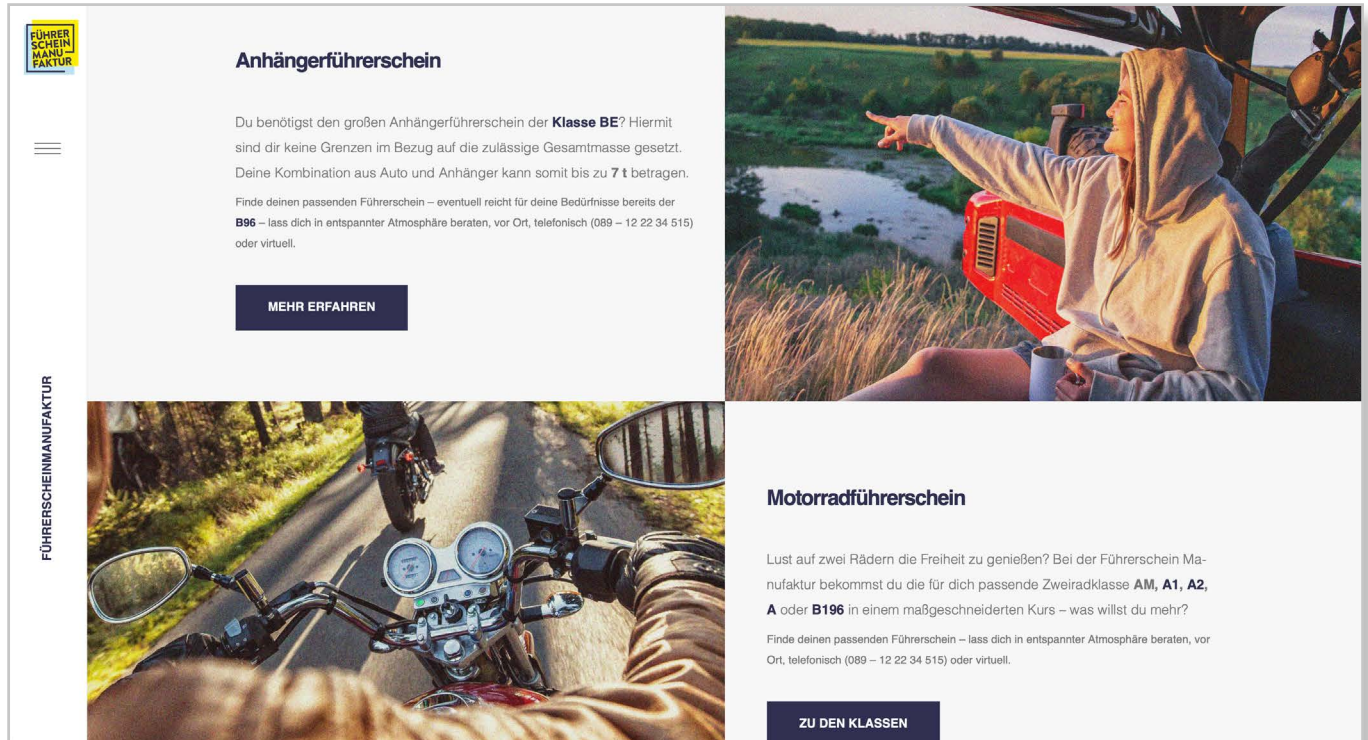 FÜHRER
SCHEIN
MANU
FAKTUR
FÜHRERSCHEINMANUFAKTUR
Anhängerführerschein
Du benötigst den großen Anhängerführerschein der Klasse BE? Hiermit
sind dir keine Grenzen im Bezug auf die zulässige Gesamtmasse gesetzt.
Deine Kombination aus Auto und Anhänger kann somit bis zu 7 t betragen.
Finde deinen passenden Führerschein – eventuell reicht für deine Bedürfnisse bereits der
B96 – lass dich in entspannter Atmosphäre beraten, vor Ort, telefonisch (089 – 12 22 34 515)
oder virtuell.
MEHR ERFAHREN
Motorradführerschein
Lust auf zwei Rädern die Freiheit zu genießen? Bei der Führerschein Ma-
nufaktur bekommst du die für dich passende Zweiradklasse AM, A1, A2,
A oder B196 in einem maßgeschneiderten Kurs – was willst du mehr?
Finde deinen passenden Führerschein – lass dich in entspannter Atmosphäre beraten, vor
Ort, telefonisch (089 – 12 22 34 515) oder virtuell.
ZU DEN KLASSEN